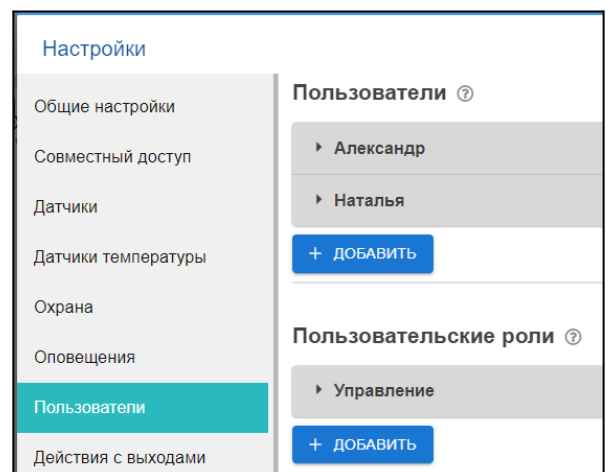 Настройки
Общие настройки
Совместный доступ
Датчики
Датчики температуры
Охрана
Оповещения
Пользователи
Действия с выходами
Пользователи ?
Александр
Наталья
+ ДОБАВИТЬ
Пользовательские роли ?
Управление
+ ДОБАВИТЬ